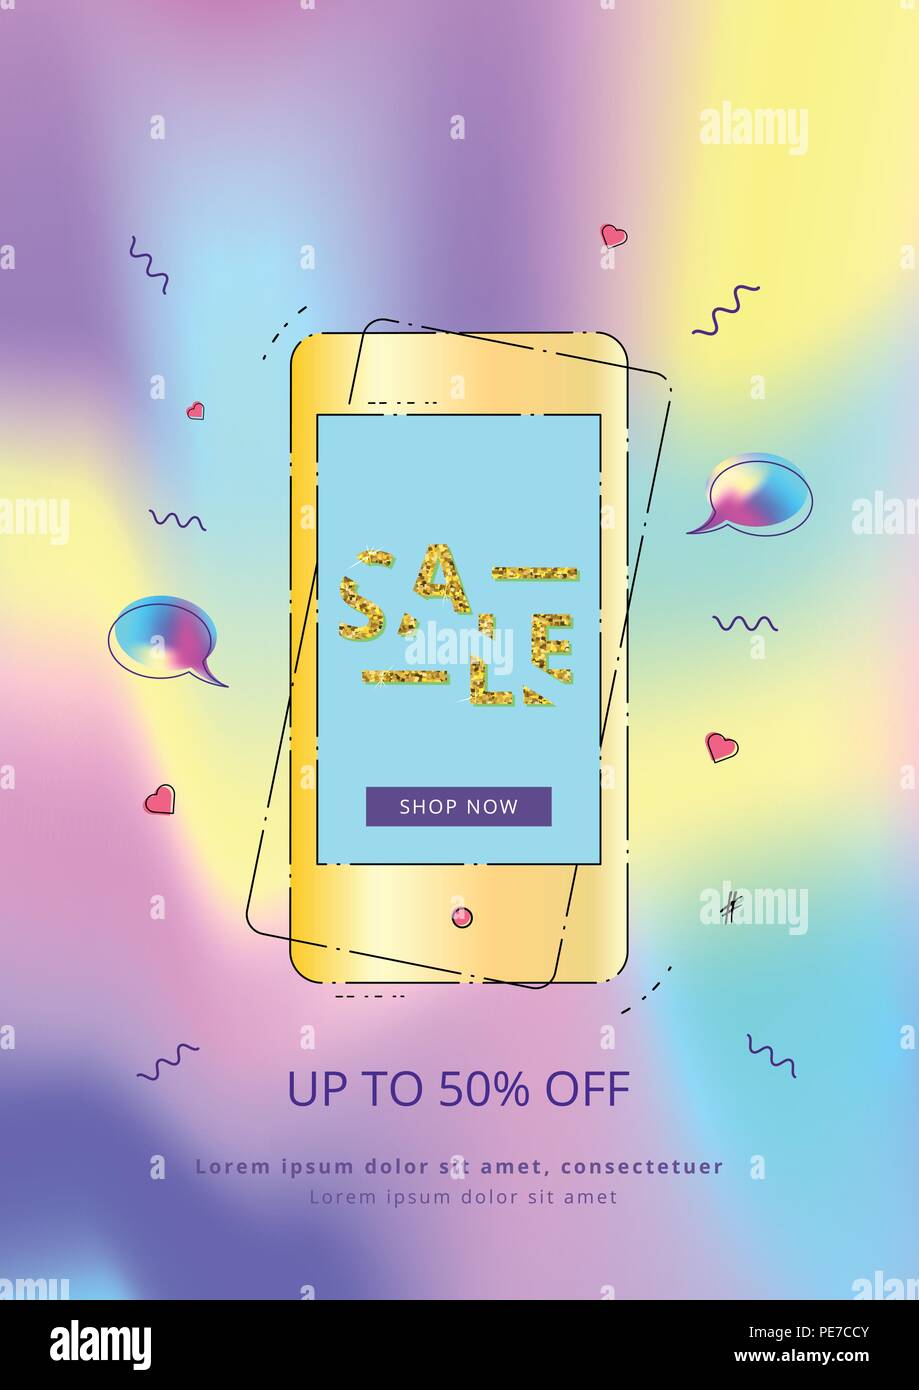 alamy
SALE
SHOP NOW
UP TO 50% OFF
Lorem ipsum dolor sit amet, consectetuer
Lorem ipsum dolor sit amet
alamy
Image ID: PE7CCY
www.alamy.com